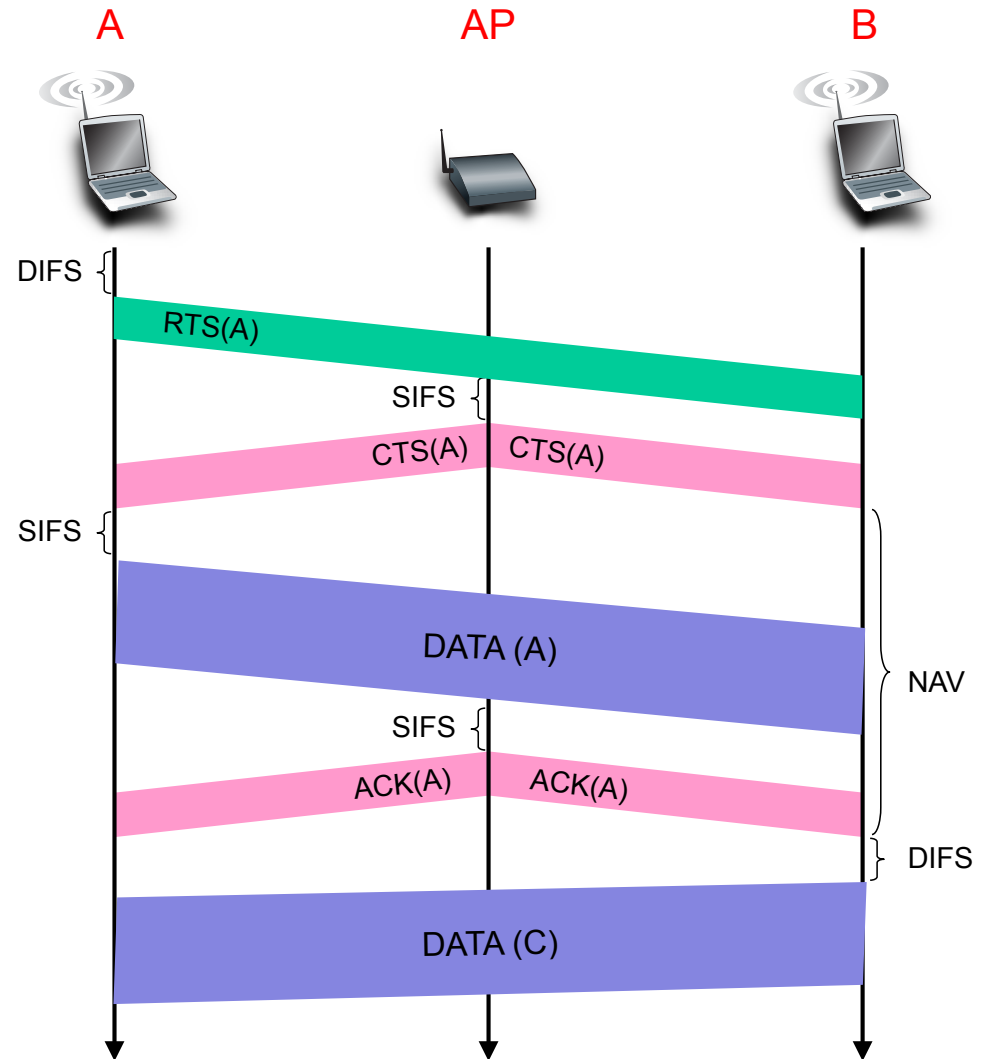 A
AP
B
DIFS
RTS(A)
SIFS
CTS(A)
CTS(A)
SIFS
DATA (A)
NAV
SIFS
ACK(A)
ACK(A)
DIFS
DATA (C)